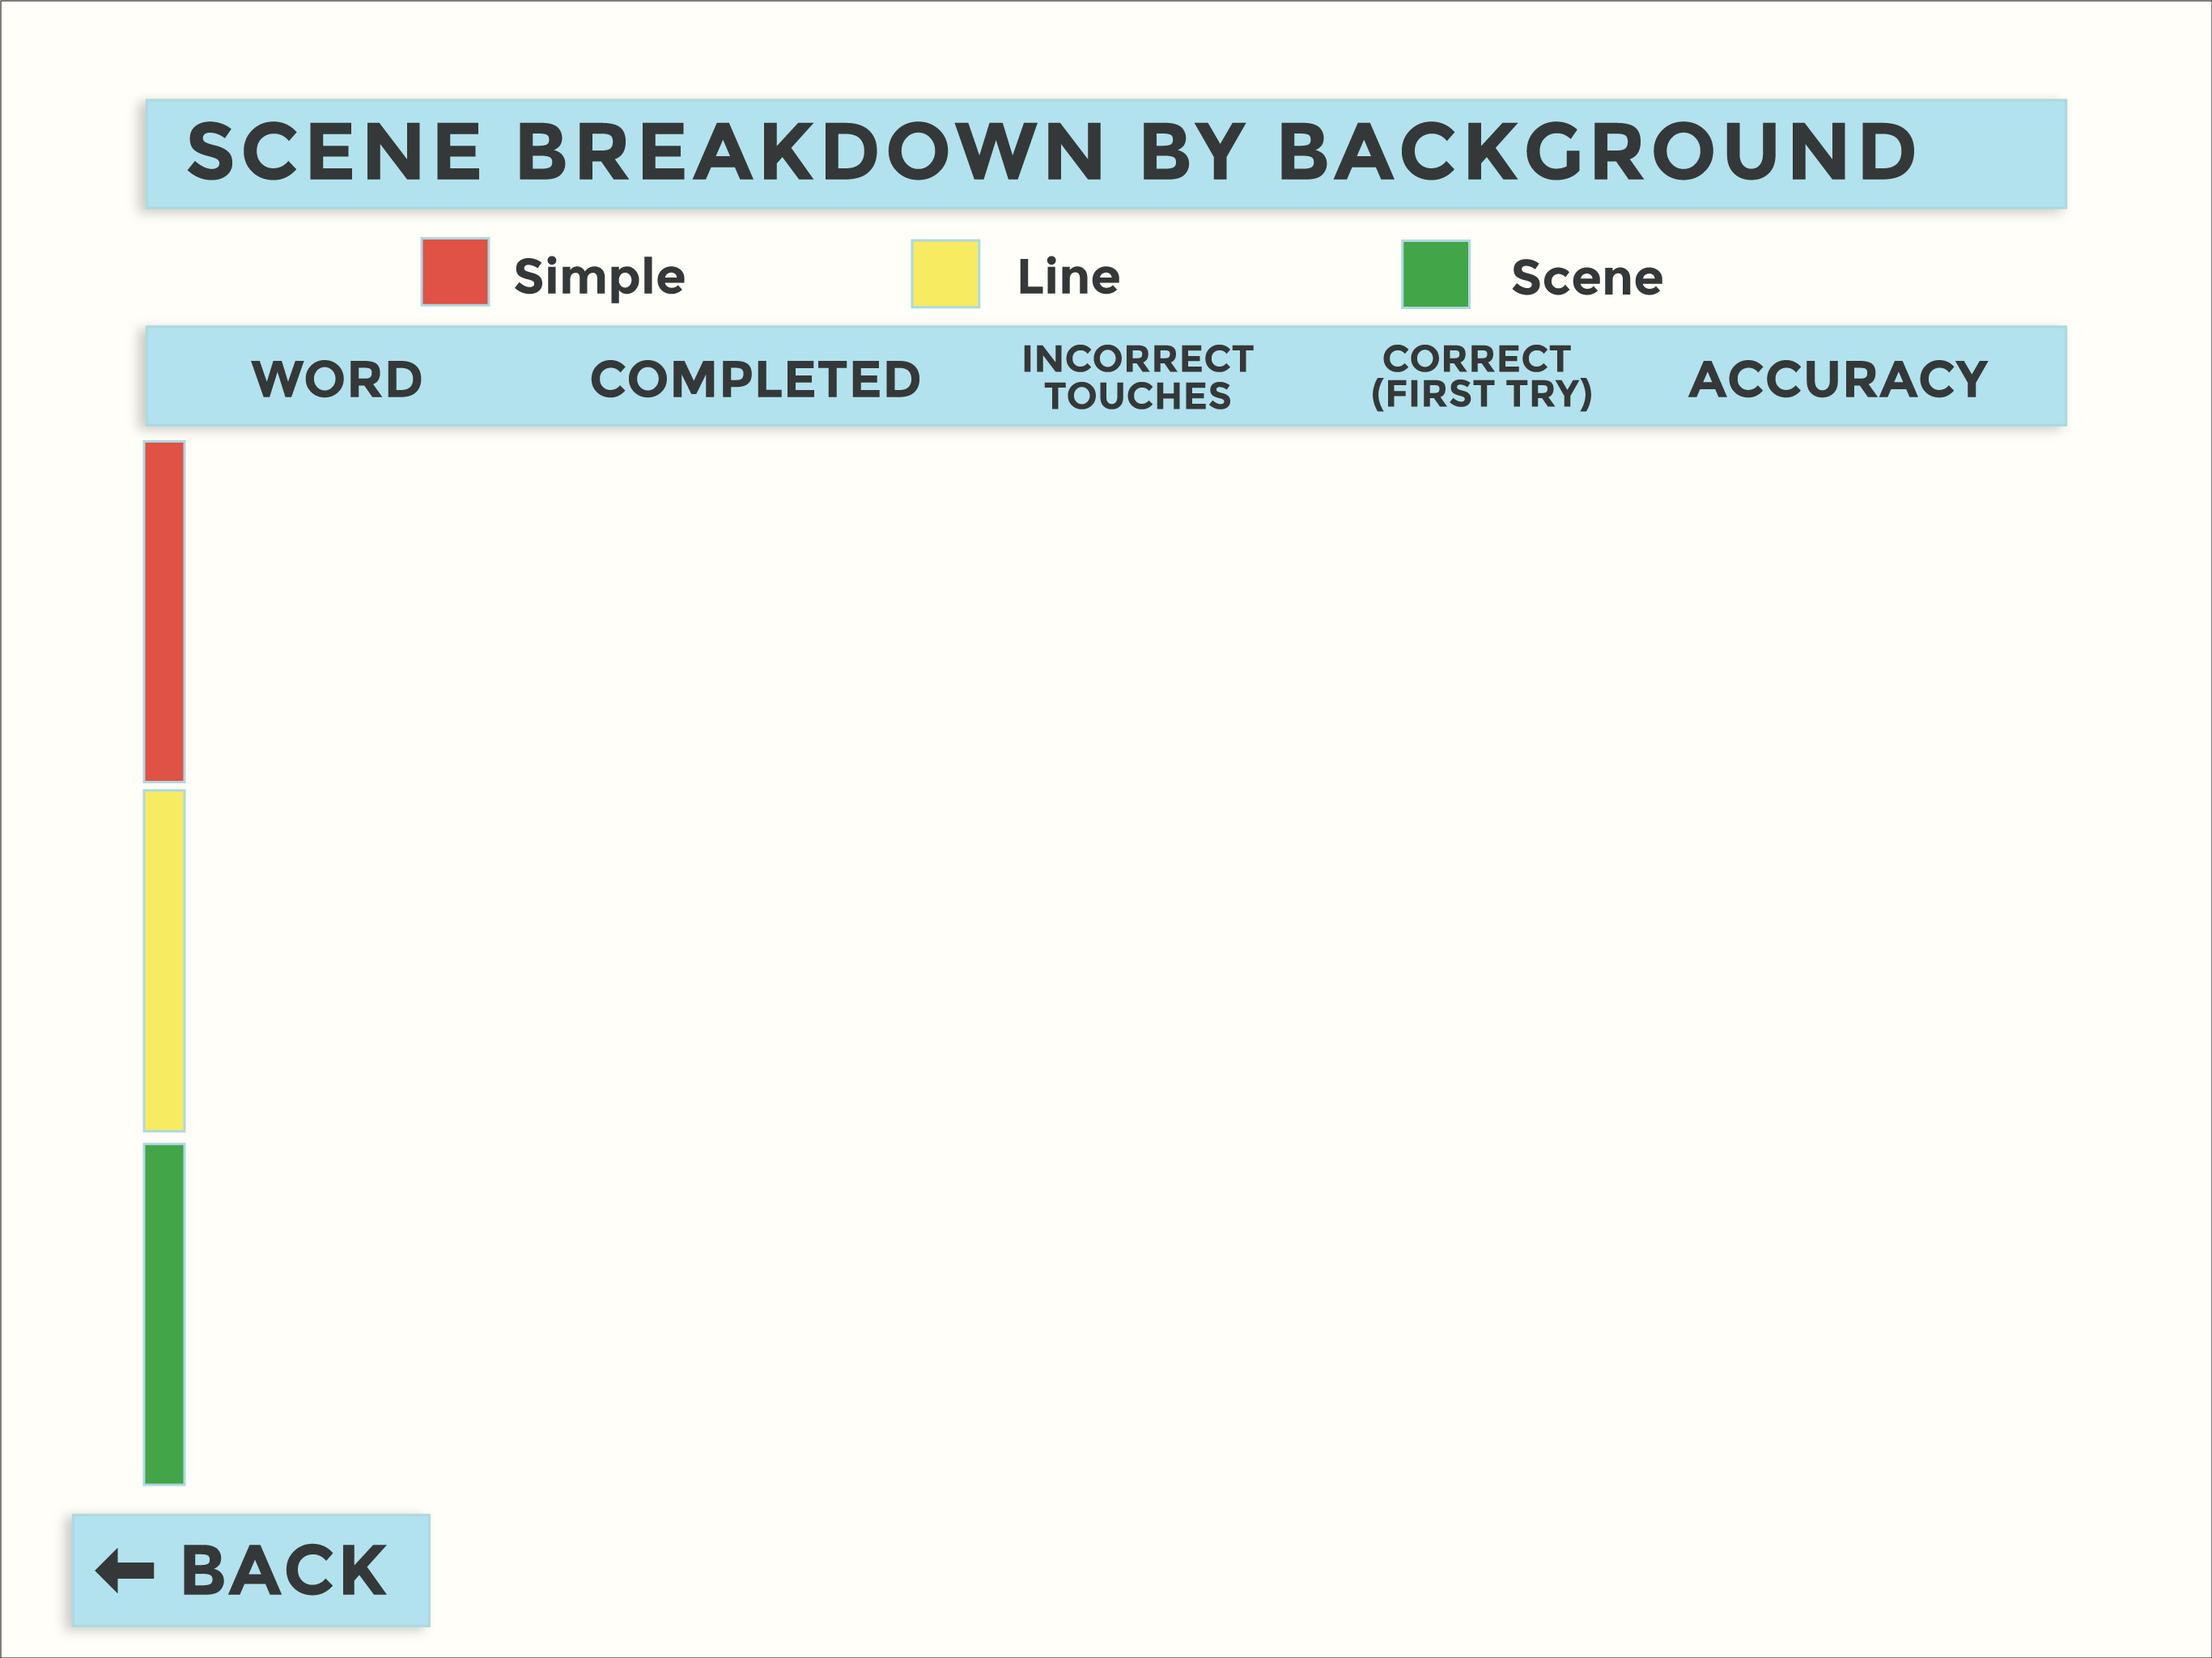 SCENE BREAKDOWN BY BACKGROUND
Simple
Line
Scene
WORD
COMPLETED
INCORRECT
TOUCHES
CORRECT
(FIRST TRY)
ACCURACY
BACK